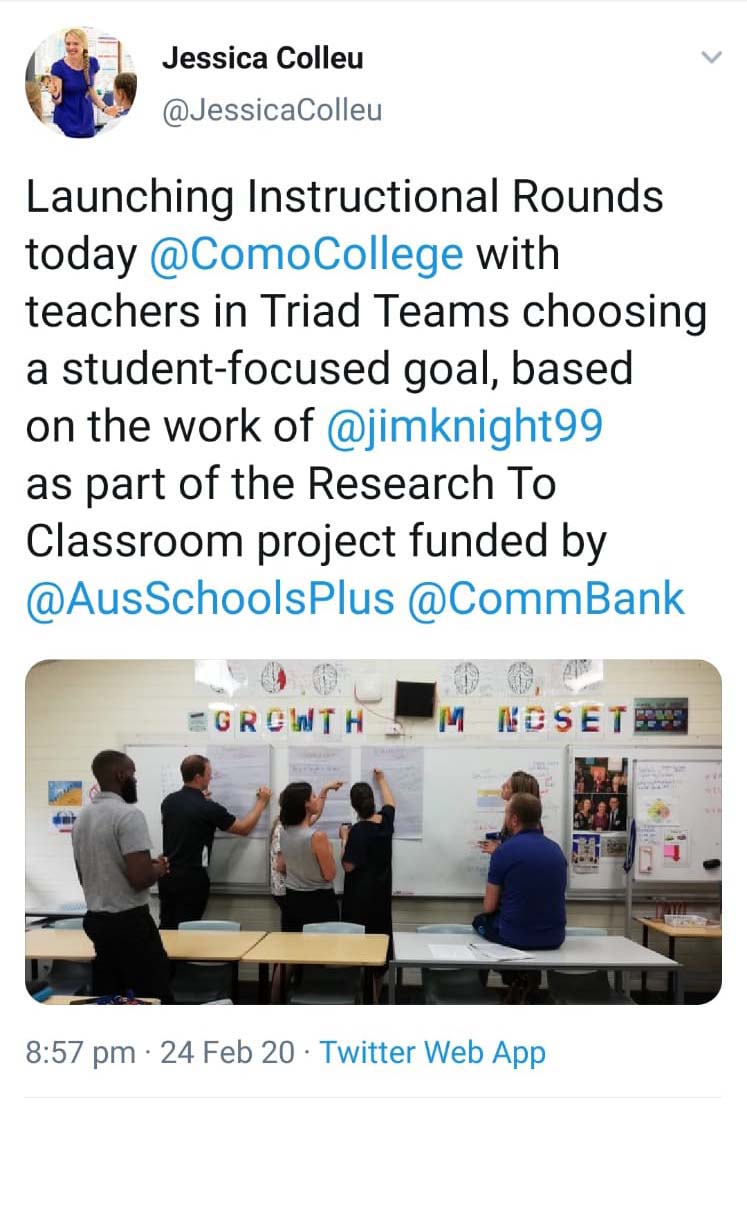 Jessica Colleu
@JessicaColleu
Launching Instructional Rounds
today @ComoCollege with
teachers in Triad Teams choosing
a student-focused goal, based
on the work of @jimknight99
as part of the Research To
Classroom project funded by
@AusSchoolsPlus @CommBank
GROWTH M NDSET
8:57 pm · 24 Feb 20 · Twitter Web App